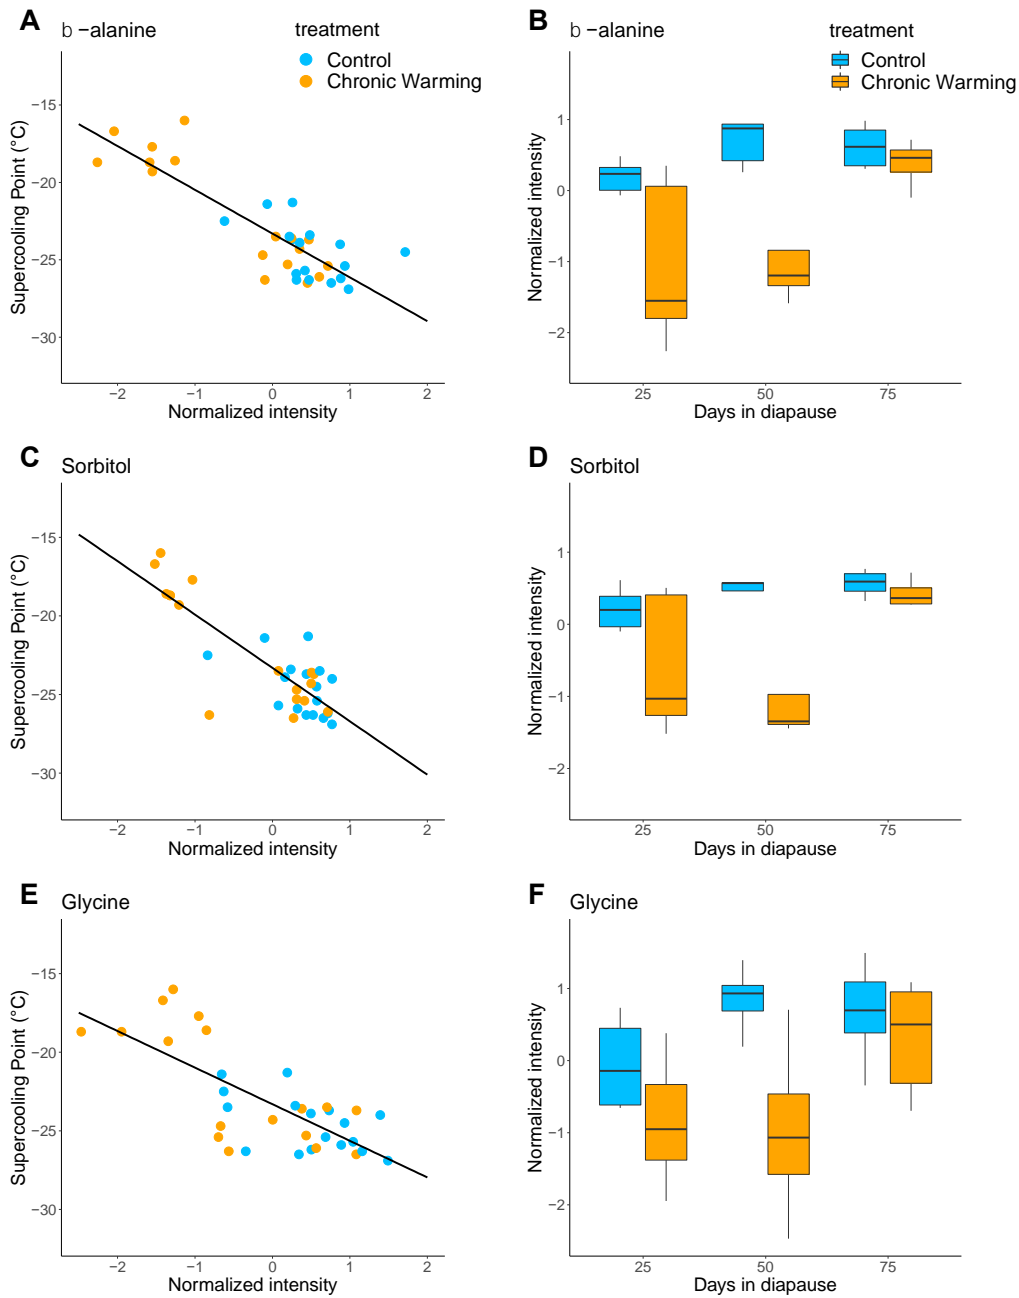 A
b −alanine
treatment
Control
Chronic Warming
−15
−20
−25
−30
Supercooling Point (°C)
−2 −1 0 1 2
Normalized intensity
B
b −alanine
treatment
Control
Chronic Warming
1
0
−1
−2
Normalized intensity
25 50 75
Days in diapause
C
Sorbitol
−15
−20
−25
−30
Supercooling Point (°C)
−2 −1 0 1 2
Normalized intensity
D
Sorbitol
1
0
−1
−2
Normalized intensity
25 50 75
Days in diapause
E
Glycine
−15
−20
−25
−30
Supercooling Point (°C)
−2 −1 0 1 2
Normalized intensity
F
Glycine
1
0
−1
−2
Normalized intensity
25 50 75
Days in diapause